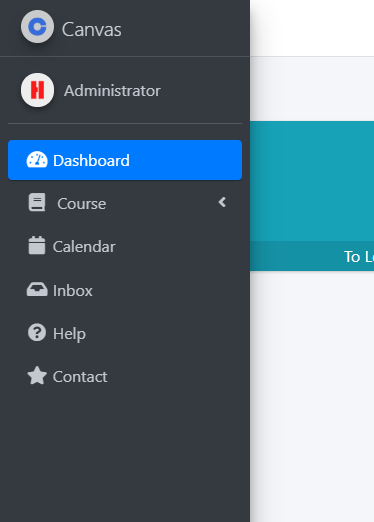 Canvas
Administrator
Dashboard
Course
Calendar
Inbox
Help
Contact
To